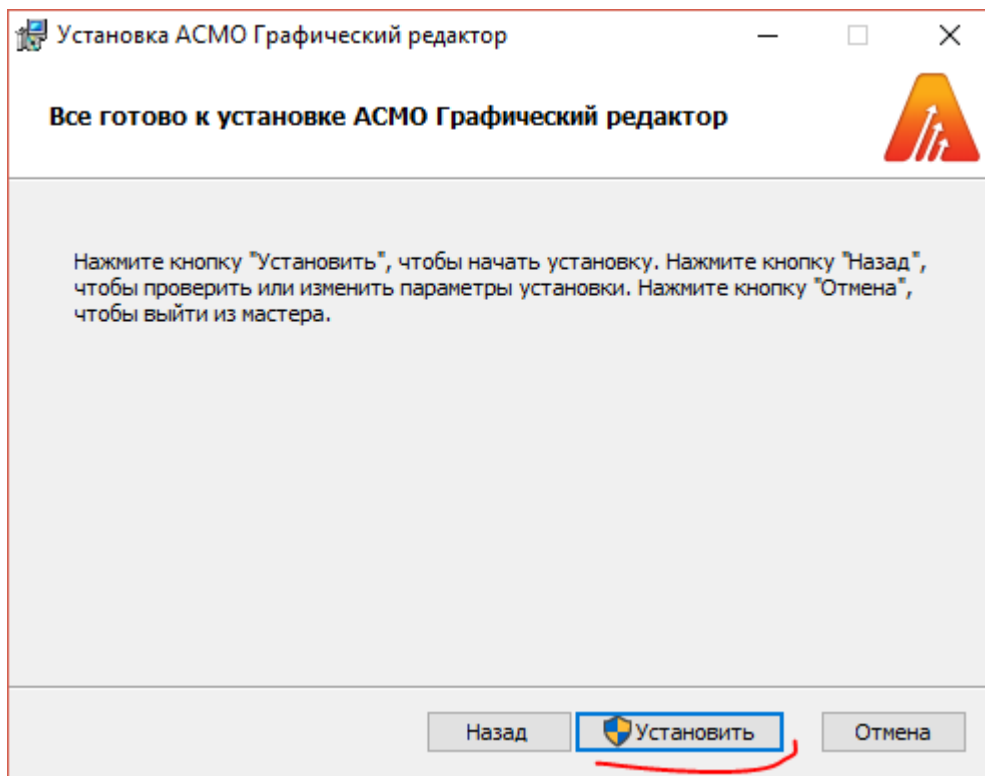 Установка АСМО Графический редактор
Все готово к установке АСМО Графический редактор
Нажмите кнопку "Установить", чтобы начать установку. Нажмите кнопку "Назад",
чтобы проверить или изменить параметры установки. Нажмите кнопку "Отмена",
чтобы выйти из мастера.
Назад
Установить
Отмена